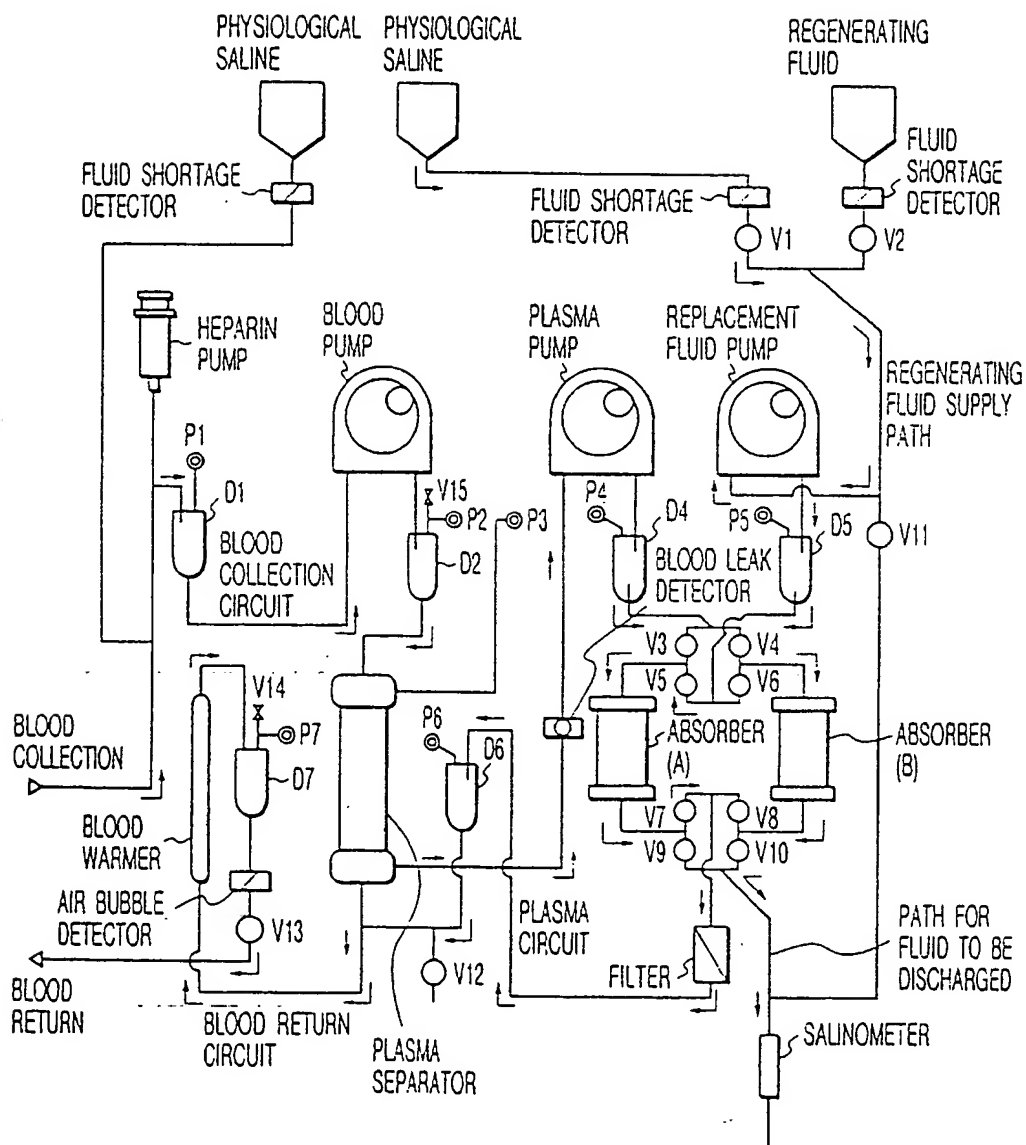 PHYSIOLOGICAL
SALINE
PHYSIOLOGICAL
SALINE
REGENERATING
FLUID
FLUID SHORTAGE
DETECTOR
FLUID SHORTAGE
DETECTOR
FLUID
SHORTAGE
DETECTOR
V1
V2
HEPARIN
PUMP
BLOOD
PUMP
PLASMA
PUMP
REPLACEMENT
FLUID PUMP
REGENERATING
FLUID SUPPLY
PATH
P1
D1
BLOOD
COLLECTION
CIRCUIT
V15
P2
P3
D2
P4
D4
P5
D5
V11
BLOOD LEAK
DETECTOR
V3
V4
V5
V6
BLOOD
COLLECTION
V14
P7
D7
P6
D6
ABSORBER
(A)
ABSORBER
(B)
BLOOD
WARMER
V7
V8
V9
V10
AIR BUBBLE
DETECTOR
V13
V12
PLASMA
CIRCUIT
FILTER
PATH FOR
FLUID TO BE
DISCHARGED
BLOOD
RETURN
BLOOD RETURN
CIRCUIT
PLASMA
SEPARATOR
SALINOMETER